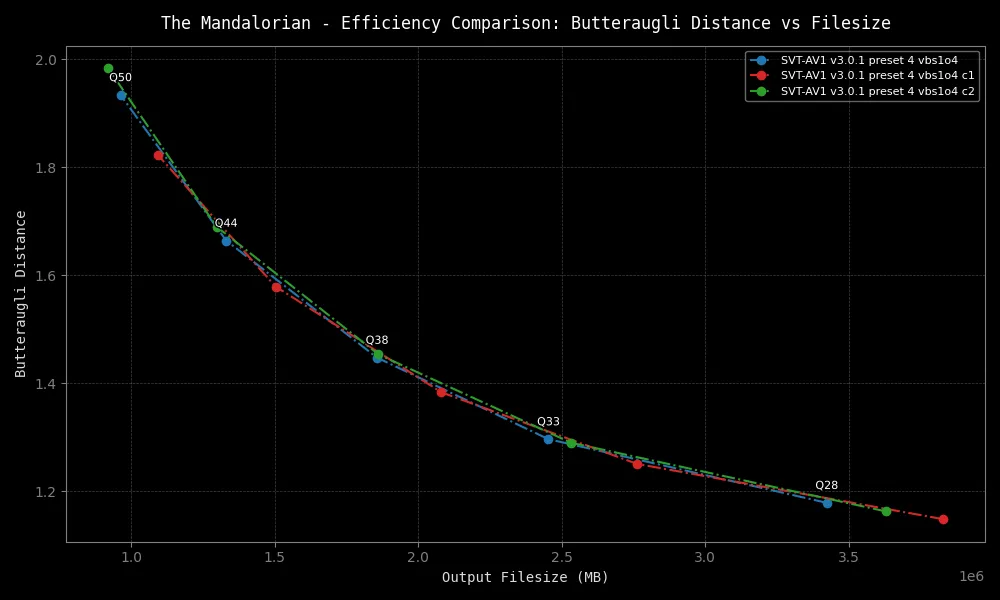 The Mandalorian - Efficiency Comparison: Butteraugli Distance vs Filesize
SVT-AV1 v3.0.1 preset 4 vbs1o4
SVT-AV1 v3.0.1 preset 4 vbs1o4 c1
SVT-AV1 v3.0.1 preset 4 vbs1o4 c2
Butteraugli Distance
2.0
1.8
1.6
1.4
1.2
Q50
Q44
Q38
Q33
Q28
1.0
1.5
2.0
2.5
3.0
3.5
1e6
Output Filesize (MB)